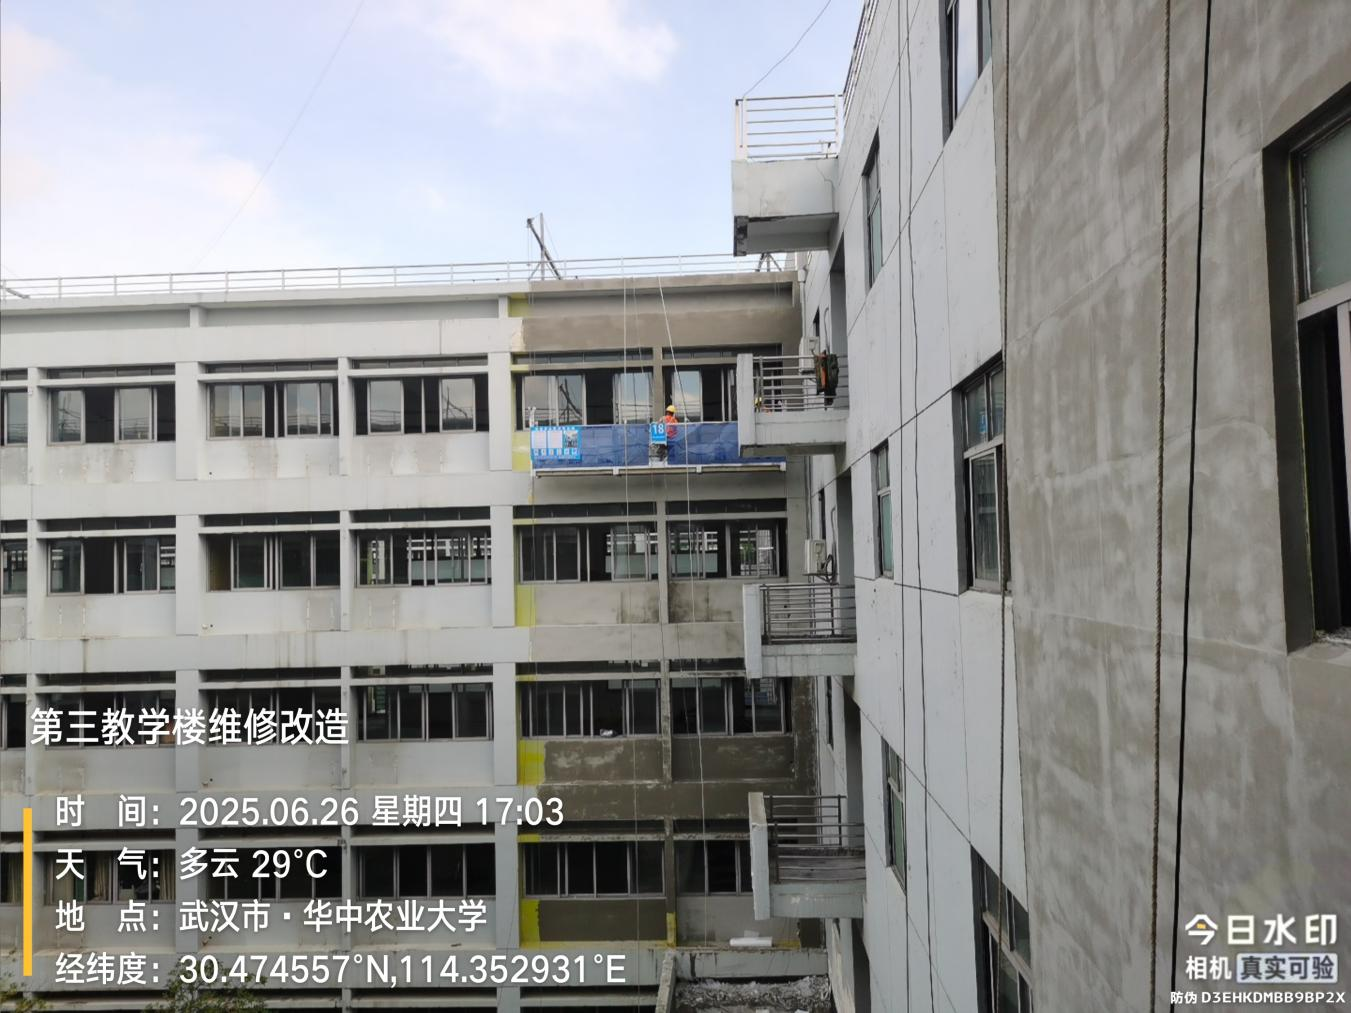 18
第三教学楼维修改造
时 间：2025.06.26 星期四 17:03
天 气：多云 29°C
地 点：武汉市·华中农业大学
经纬度：30.474557°N,114.352931°E
今日水印
相机 真实可验
防伪 D3EHKDMBB9BP2X